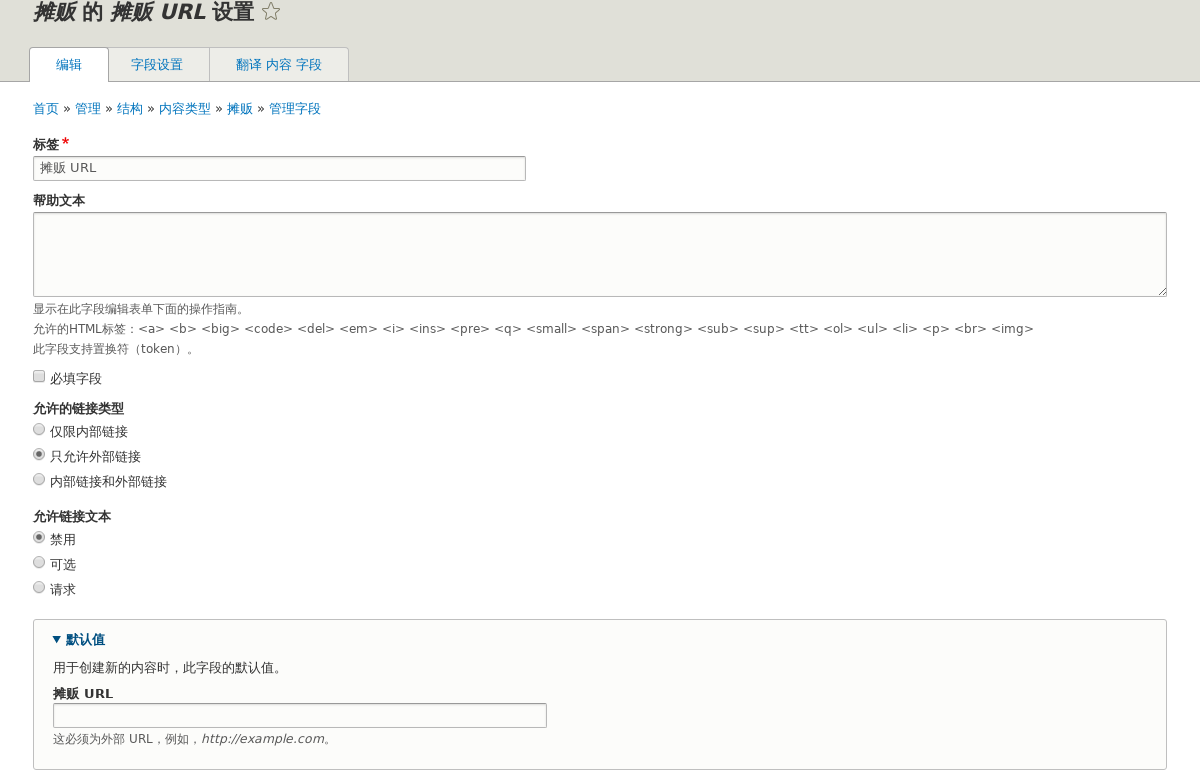 摊贩 的 摊贩 URL 设置
编辑 字段设置 翻译 内容 字段
首页 » 管理 » 结构 » 内容类型 » 摊贩 » 管理字段
标签*
摊贩 URL
帮助文本
显示在此字段编辑表单下面的操作指南。
允许的HTML标签：<a> <b> <big> <code> <del> <em> <i> <ins> <pre> <q> <small> <span> <strong> <sub> <sup> <tt> <ol> <ul> <li> <p> <br> <img>
此字段支持置换符（token）。
必填字段
允许的链接类型
仅限内部链接
只允许外部链接
内部链接和外部链接
允许链接文本
禁用
可选
请求
默认值
用于创建新的内容时，此字段的默认值。
摊贩 URL
这必须为外部 URL，例如，http://example.com。